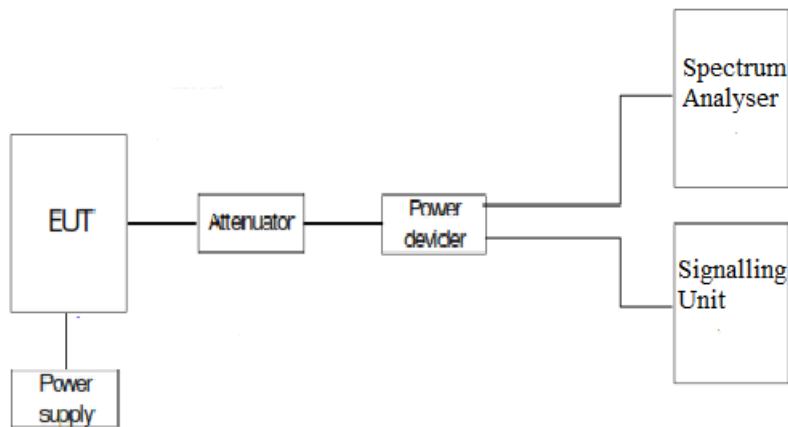 Spectrum
Analyser
EUT
Attenuator
Power
devider
Signalling
Unit
Power
supply